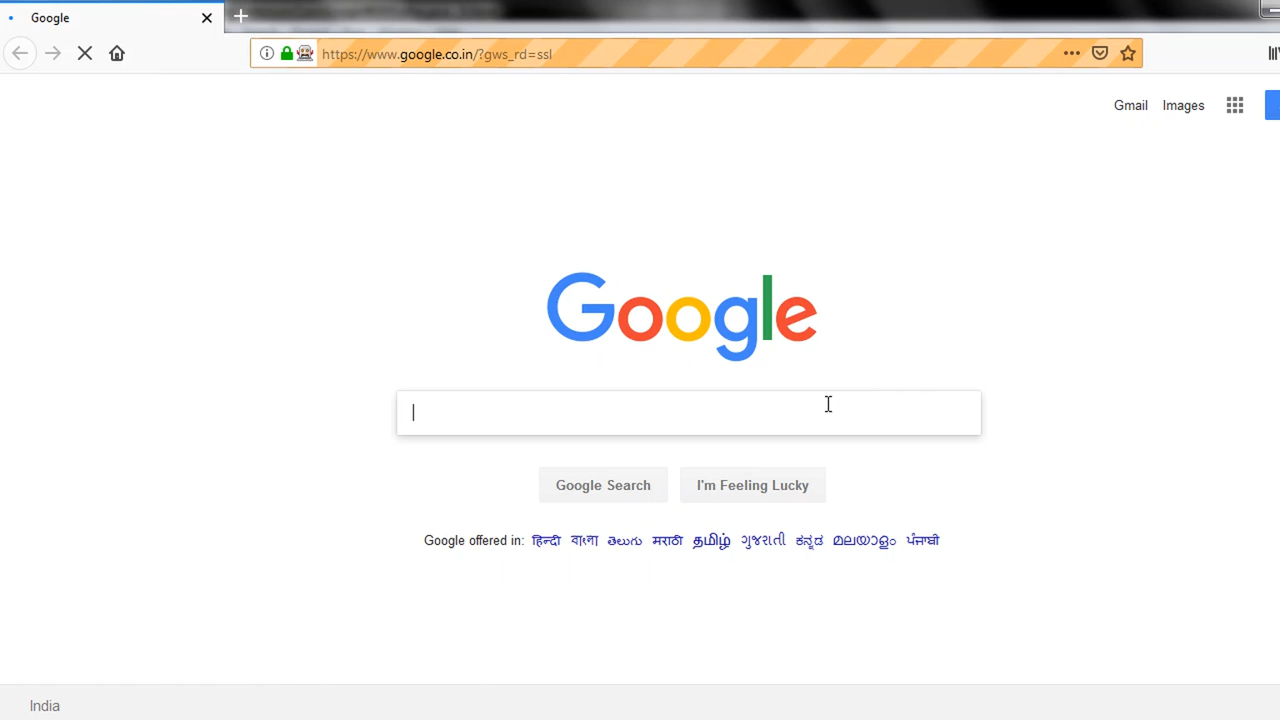 Google
https://www.google.co.in/?gws_rd=ssl
Gmail Images
Google
Google Search I'm Feeling Lucky
Google offered in: हिन्दी বাংলা తెలుగు मराठी தமிழ் ગુજરાતી ಕನ್ನಡ മലയാളം ਪੰਜਾਬੀ
India